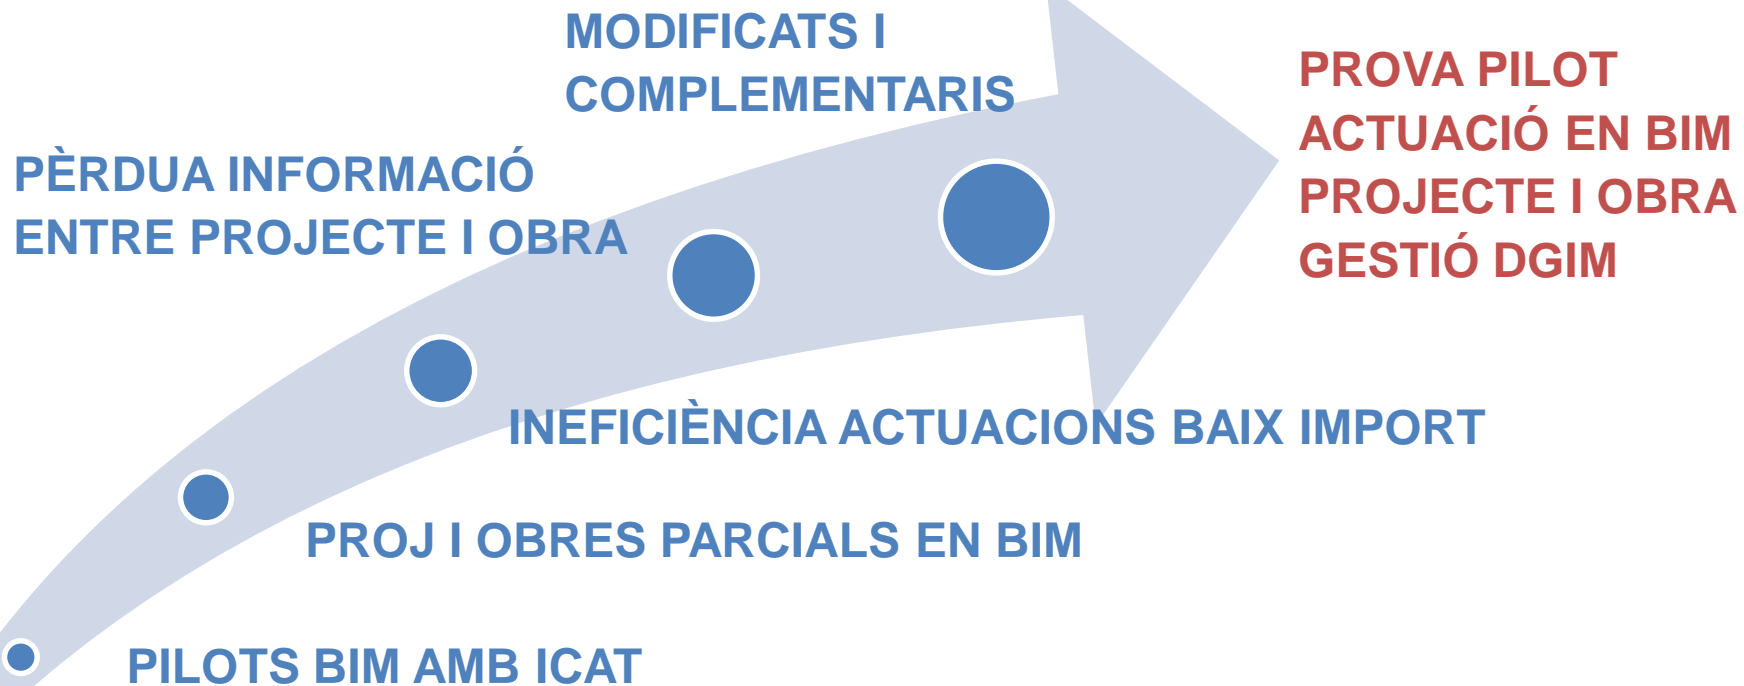 MODIFICATS I
COMPLEMENTARIS
PROVA PILOT
ACTUACIÓ EN BIM
PROJECTE I OBRA
GESTIÓ DGIM
PÈRDUA INFORMACIÓ
ENTRE PROJECTE I OBRA
INEFICIÈNCIA ACTUACIONS BAIX IMPORT
PROJ I OBRES PARCIALS EN BIM
PILOTS BIM AMB ICAT